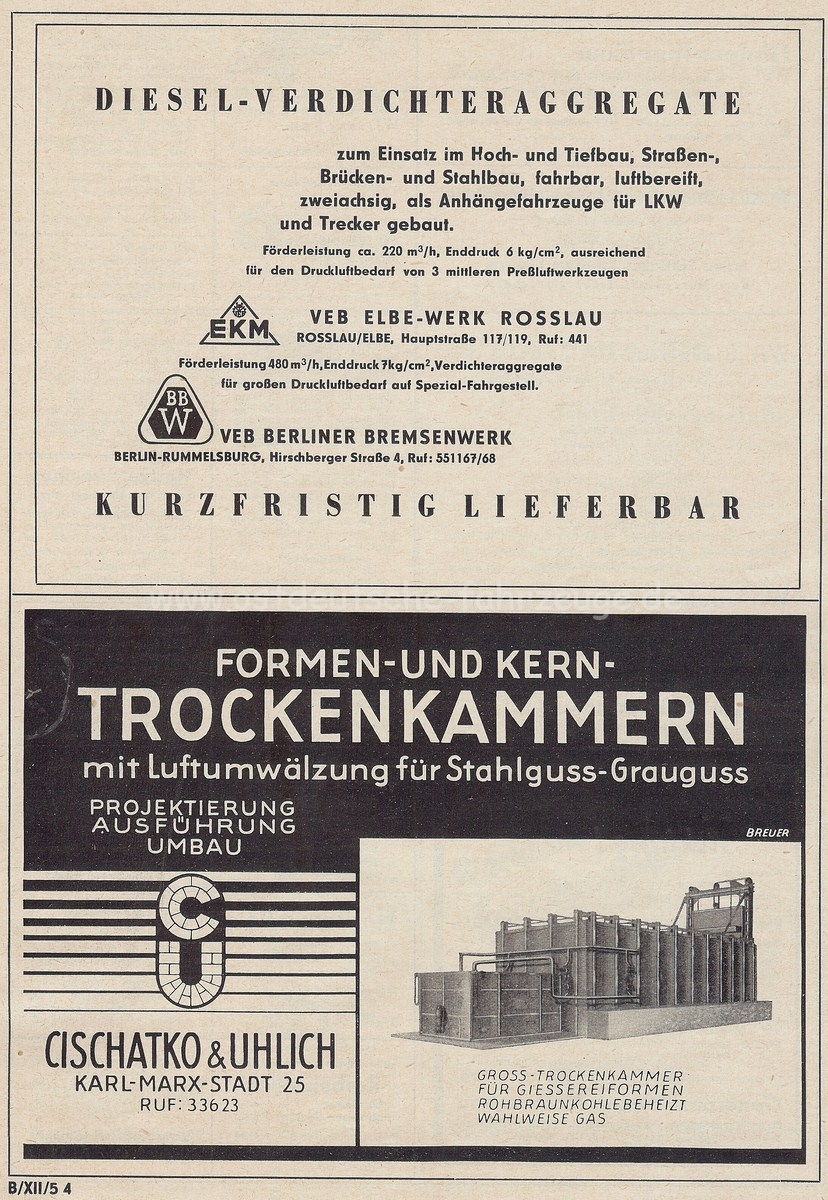 DIESEL-VERDICHTERAGGREGATE
zum Einsatz im Hoch- und Tiefbau, Straßen-,
Brücken- und Stahlbau, fahrbar, luftbereift,
zweiachsig, als Anhängefahrzeuge für LKW
und Trecker gebaut.
Förderleistung ca. 220 m³/h, Enddruck 6 kg/cm², ausreichend
für den Druckluftbedarf von 3 mittleren Preßluftwerkzeugen
EKM
VEB ELBE-WERK ROSSLAU
ROSSLAU/ELBE, Hauptstraße 117/119, Ruf: 441
Förderleistung 480 m³/h, Enddruck 7kg/cm², Verdichteraggregate
für großen Druckluftbedarf auf Spezial-Fahrgestell.
BBW
VEB BERLINER BREMSENWERK
BERLIN-RUMMELSBURG, Hirschberger Straße 4, Ruf: 551167/68
KURZFRISTIG LIEFERBAR
www.ostdeutsche-fahrzeuge.de
FORMEN-UND KERN-
TROCKENKAMMERN
mit Luftumwälzung für Stahlguss-Grauguss
PROJEKTIERUNG
AUSFÜHRUNG
UMBAU
BREUER
CU
CISCHATKO & UHLICH
KARL-MARX-STADT 25
RUF: 33623
GROSS-TROCKENKAMMER
FÜR GIESSEREIFORMEN
ROHBRAUNKOHLEBEHEIZT
WAHLWEISE GAS
B/XII/5 4